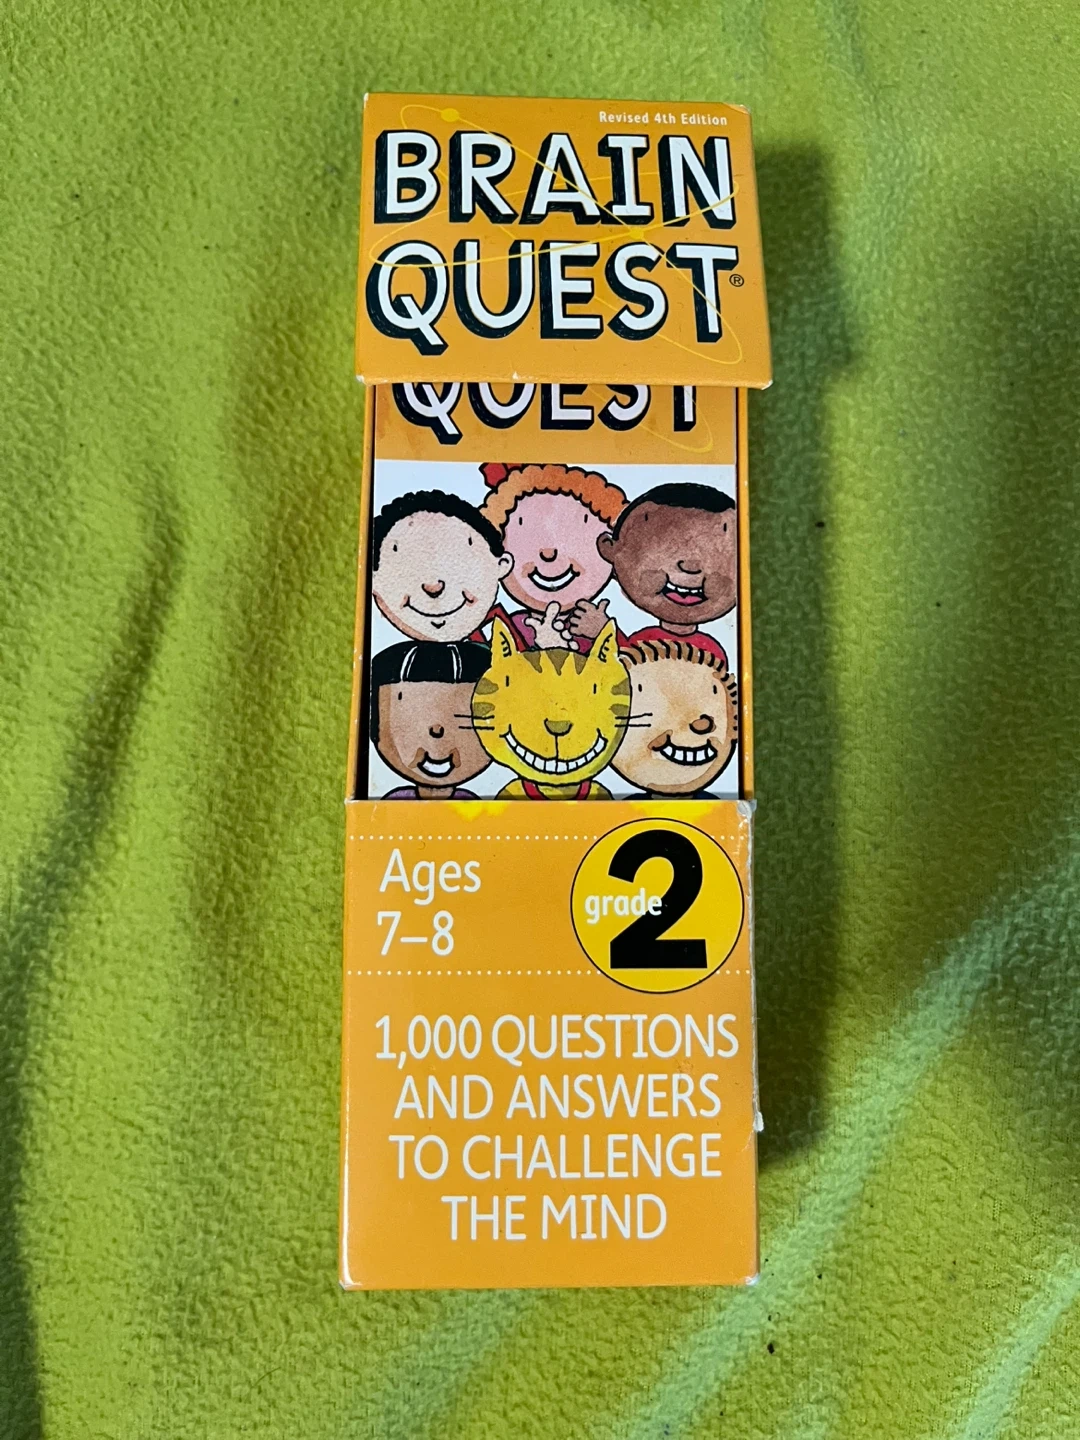 Revised 4th Edition
BRAIN
QUEST®
QUEST
Ages
7–8
grade 2
1,000 QUESTIONS
AND ANSWERS
TO CHALLENGE
THE MIND